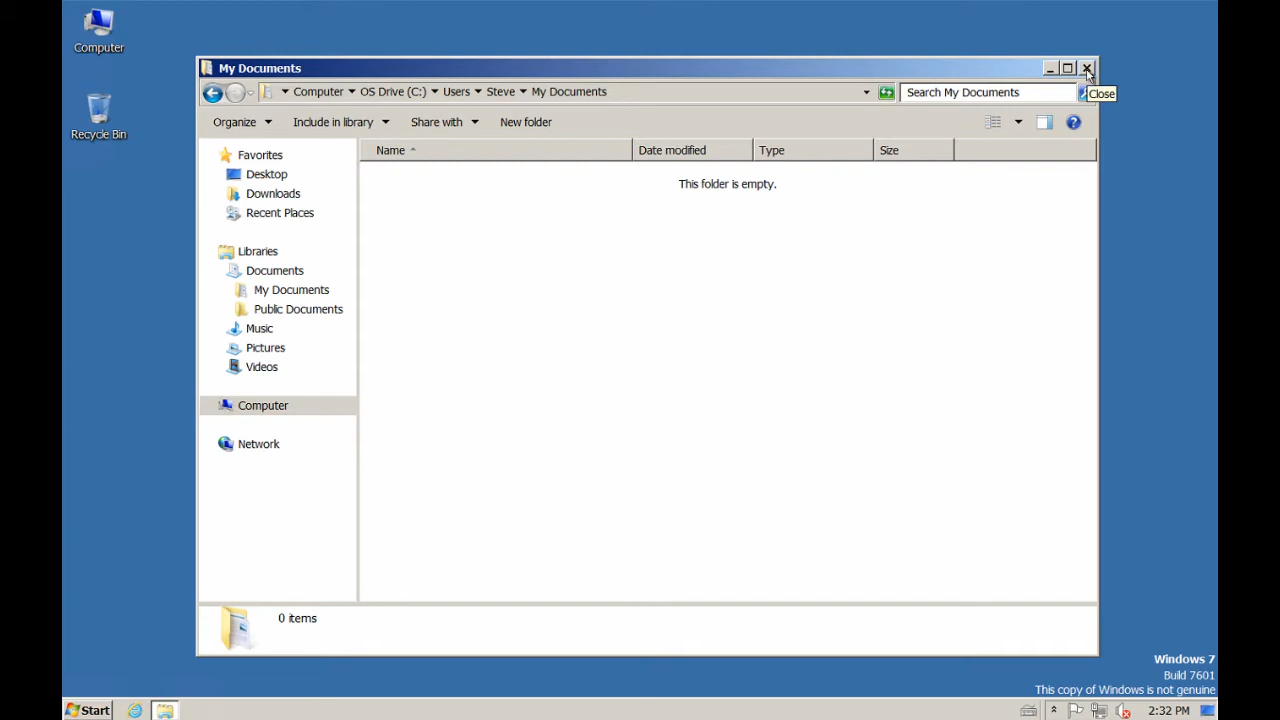 Computer
Recycle Bin
My Documents
Close
Computer OS Drive (C:) Users Steve My Documents
Search My Documents
Organize Include in library Share with New folder
Name Date modified Type Size
This folder is empty.
Favorites
Desktop
Downloads
Recent Places
Libraries
Documents
My Documents
Public Documents
Music
Pictures
Videos
Computer
Network
0 items
Windows 7
Build 7601
This copy of Windows is not genuine
Start
2:32 PM